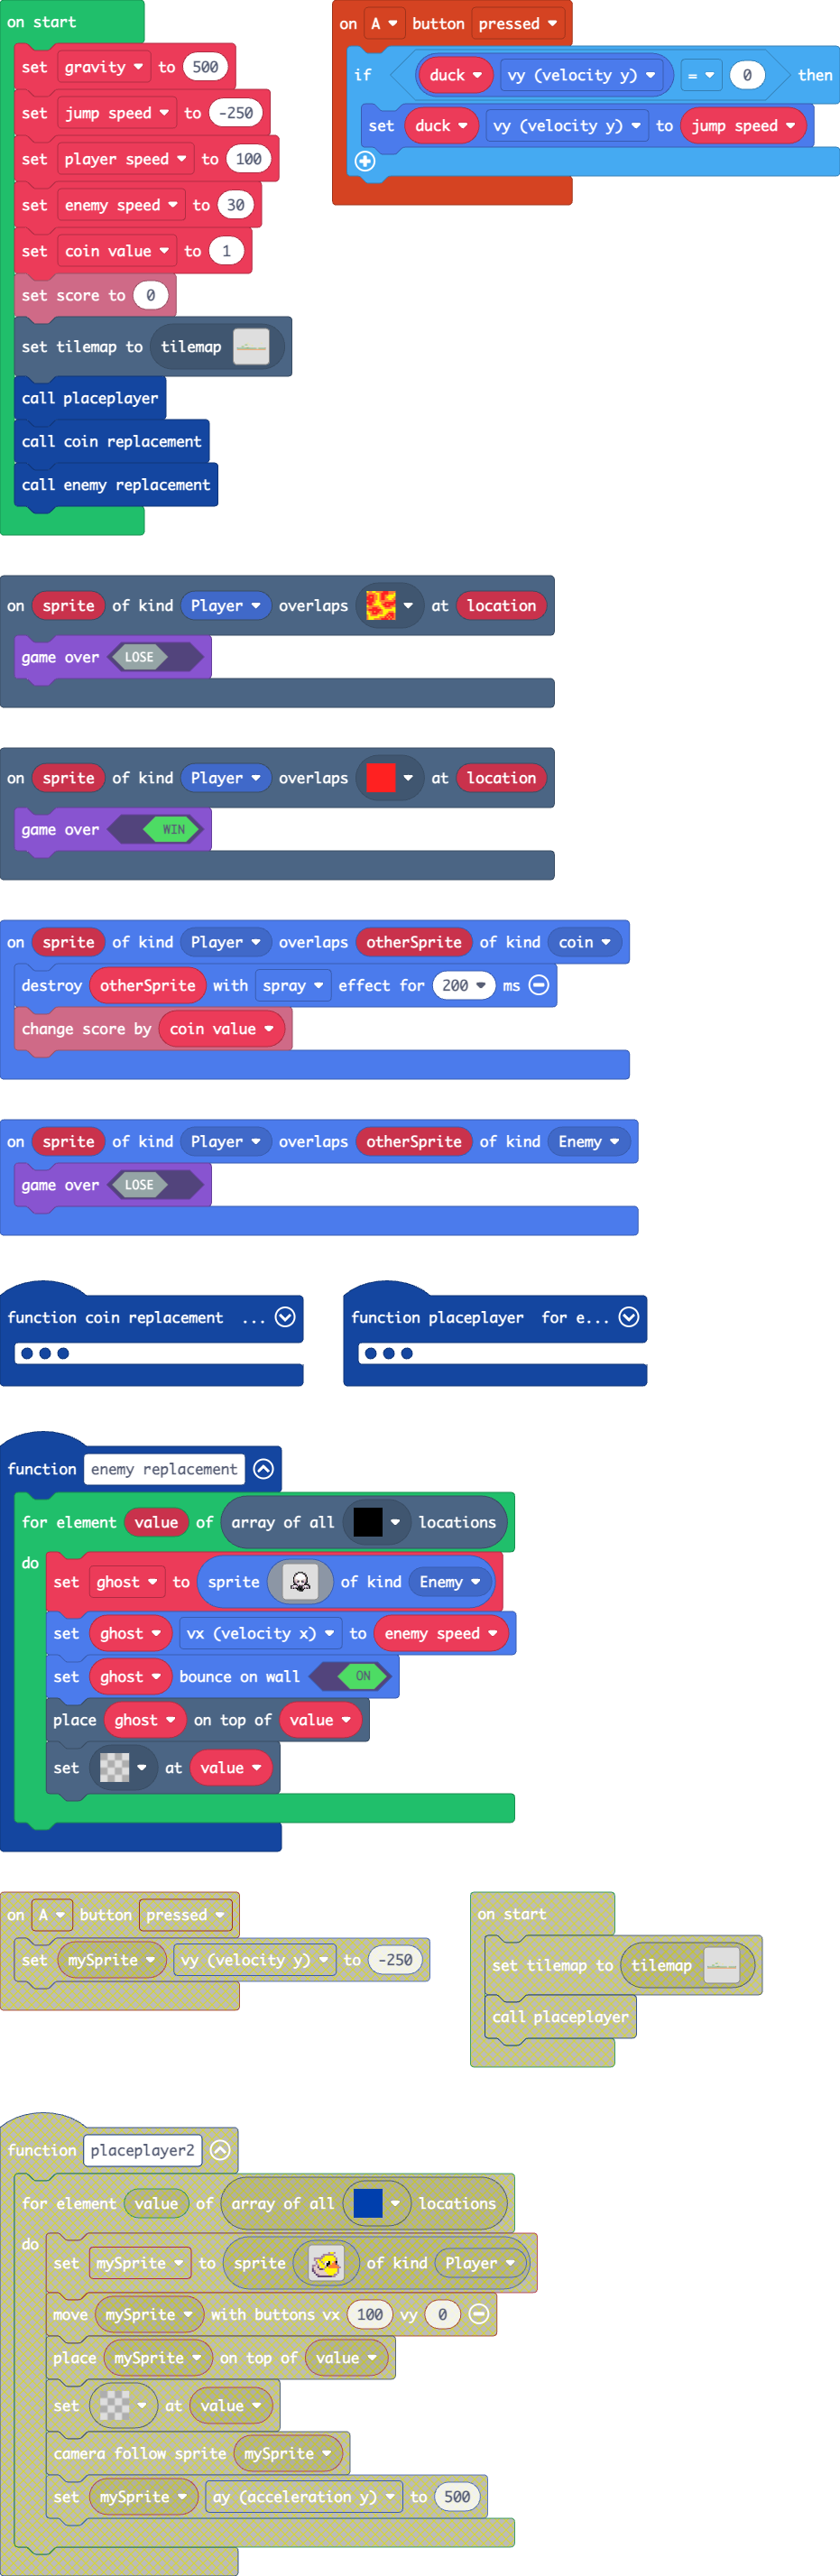 on start
set gravity to 500
set jump speed to -250
set player speed to 100
set enemy speed to 30
set coin value to 1
set score to 0
set tilemap to tilemap
call placeplayer
call coin replacement
call enemy replacement
on A button pressed
if duck vy (velocity y) = 0 then
set duck vy (velocity y) to jump speed
on sprite of kind Player overlaps at location
game over LOSE
on sprite of kind Player overlaps at location
game over WIN
on sprite of kind Player overlaps otherSprite of kind coin
destroy otherSprite with spray effect for 200 ms
change score by coin value
on sprite of kind Player overlaps otherSprite of kind Enemy
game over LOSE
function coin replacement ...
function placeplayer for e...
function enemy replacement
for element value of array of all locations
do
set ghost to sprite of kind Enemy
set ghost vx (velocity x) to enemy speed
set ghost bounce on wall ON
place ghost on top of value
set at value
on A button pressed
set mySprite vy (velocity y) to -250
on start
set tilemap to tilemap
call placeplayer
function placeplayer2
for element value of array of all locations
do
set mySprite to sprite of kind Player
move mySprite with buttons vx 100 vy 0
place mySprite on top of value
set at value
camera follow sprite mySprite
set mySprite ay (acceleration y) to 500